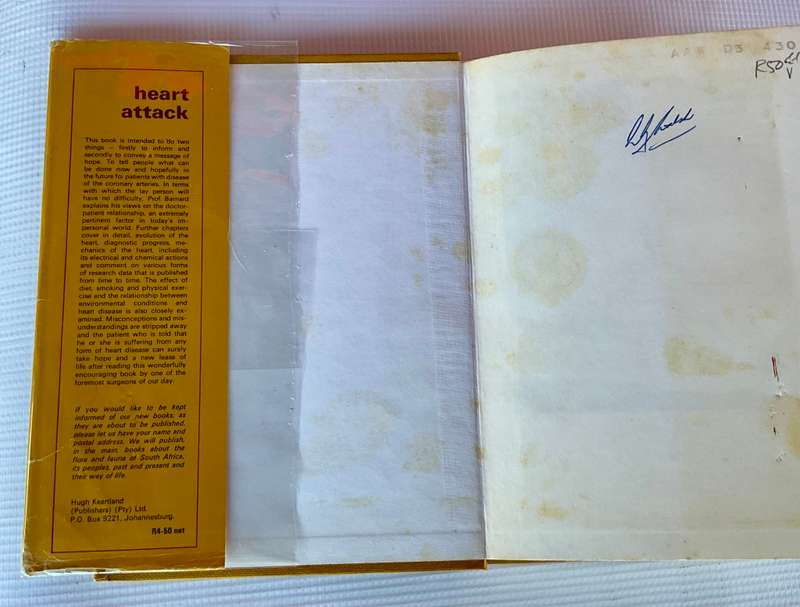 heart
attack
This book is intended to do two
things – firstly to inform and
secondly to convey a message of
hope. To tell people what can
be done now and hopefully in
the future for patients with disease
of the coronary arteries. In terms
with which the lay person will
have no difficulty, Prof. Barnard
explains his views on the doctor-
patient relationship, an extremely
pertinent factor in today's im-
personal world. Further chapters
cover in detail, evolution of the
heart, diagnostic progress, me-
chanics of the heart, including
its electrical and chemical actions
and comment on various forms
of research data that is published
from time to time. The effect of
diet, smoking and physical exer-
cise and the relationship between
environmental conditions and
heart disease is also closely ex-
amined. Misconceptions and mis-
understandings are stripped away
and the patient who is told that
he or she is suffering from any
form of heart disease can surely
take hope and a new lease of
life after reading this wonderfully
encouraging book by one of the
foremost surgeons of our day.
If you would like to be kept
informed of our new books, as
they are about to be published,
please let us have your name and
postal address. We will publish,
in the main, books about the
flora and fauna of South Africa,
its peoples, past and present and
their way of life.
Hugh Keartland
(Publishers) (Pty) Ltd.
P.O. Box 9221, Johannesburg.
R4-50 net
R50